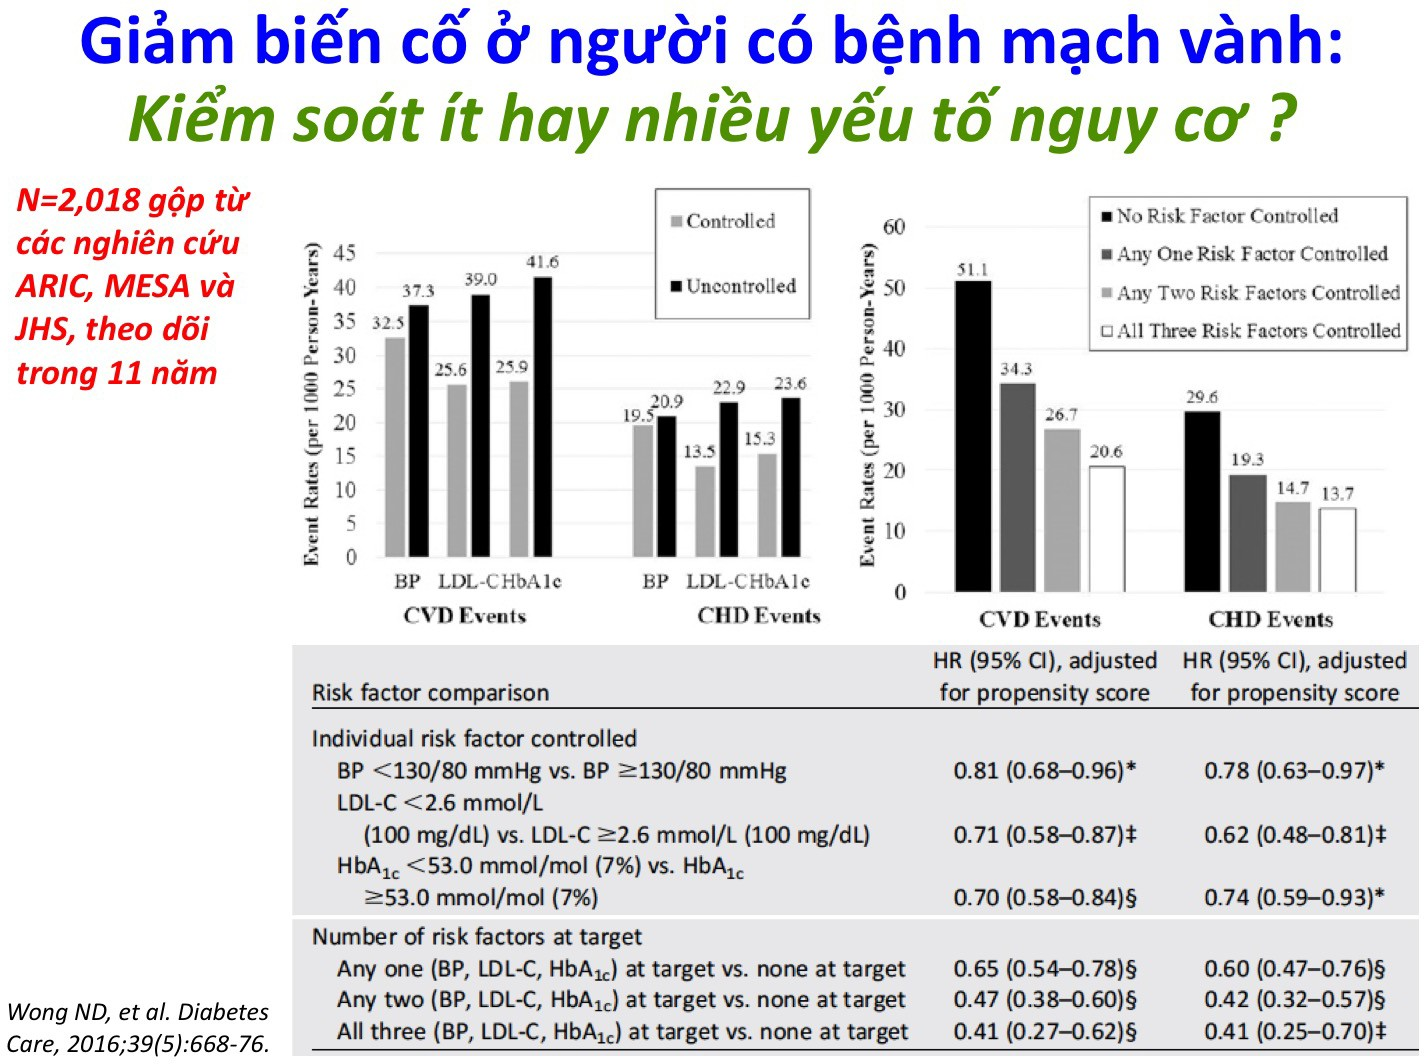 Giảm biến cố ở người có bệnh mạch vành:
Kiểm soát ít hay nhiều yếu tố nguy cơ ?
N=2,018 gộp từ
các nghiên cứu
ARIC, MESA và
JHS, theo dõi
trong 11 năm
Event Rates (per 1000 Person-Years)
45
40
35
30
25
20
15
10
5
0
32.5
37.3
25.6
39.0
25.9
41.6
19.5
20.9
13.5
22.9
15.3
23.6
BP LDL-C HbA1c
BP LDL-C HbA1c
CVD Events
CHD Events
Controlled
Uncontrolled
Event Rates (per 1000 Person-Years)
60
50
40
30
20
10
0
51.1
34.3
26.7
20.6
29.6
19.3
14.7
13.7
CVD Events
CHD Events
No Risk Factor Controlled
Any One Risk Factor Controlled
Any Two Risk Factors Controlled
All Three Risk Factors Controlled
HR (95% CI), adjusted HR (95% CI), adjusted
Risk factor comparison for propensity score for propensity score
Individual risk factor controlled
BP <130/80 mmHg vs. BP ≥130/80 mmHg 0.81 (0.68–0.96)* 0.78 (0.63–0.97)*
LDL-C <2.6 mmol/L
(100 mg/dL) vs. LDL-C ≥2.6 mmol/L (100 mg/dL) 0.71 (0.58–0.87)‡ 0.62 (0.48–0.81)‡
HbA1c <53.0 mmol/mol (7%) vs. HbA1c
≥53.0 mmol/mol (7%) 0.70 (0.58–0.84)§ 0.74 (0.59–0.93)*
Number of risk factors at target
Any one (BP, LDL-C, HbA1c) at target vs. none at target 0.65 (0.54–0.78)§ 0.60 (0.47–0.76)§
Any two (BP, LDL-C, HbA1c) at target vs. none at target 0.47 (0.38–0.60)§ 0.42 (0.32–0.57)§
All three (BP, LDL-C, HbA1c) at target vs. none at target 0.41 (0.27–0.62)§ 0.41 (0.25–0.70)‡
Wong ND, et al. Diabetes
Care, 2016;39(5):668-76.